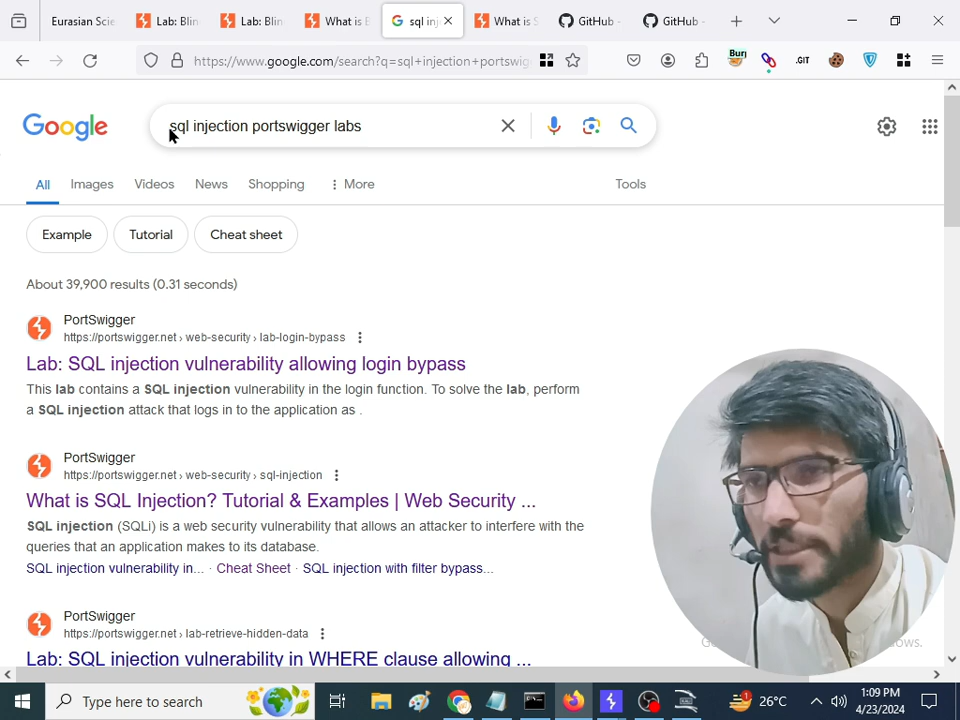 Eurasian Scie
Lab: Blin
Lab: Blin
What is B
sql inj
What is S
GitHub -
GitHub -
https://www.google.com/search?q=sql+injection+portswig
Burp
.GIT
Google
sql injection portswigger labs
All
Images
Videos
News
Shopping
More
Tools
Example
Tutorial
Cheat sheet
About 39,900 results (0.31 seconds)
PortSwigger
https://portswigger.net › web-security › lab-login-bypass
Lab: SQL injection vulnerability allowing login bypass
This lab contains a SQL injection vulnerability in the login function. To solve the lab, perform
a SQL injection attack that logs in to the application as .
PortSwigger
https://portswigger.net › web-security › sql-injection
What is SQL Injection? Tutorial & Examples | Web Security ...
SQL injection (SQLi) is a web security vulnerability that allows an attacker to interfere with the
queries that an application makes to its database.
SQL injection vulnerability in... · Cheat Sheet · SQL injection with filter bypass...
PortSwigger
https://portswigger.net › lab-retrieve-hidden-data
Lab: SQL injection vulnerability in WHERE clause allowing ...
Type here to search
26°C
1:09 PM
4/23/2024